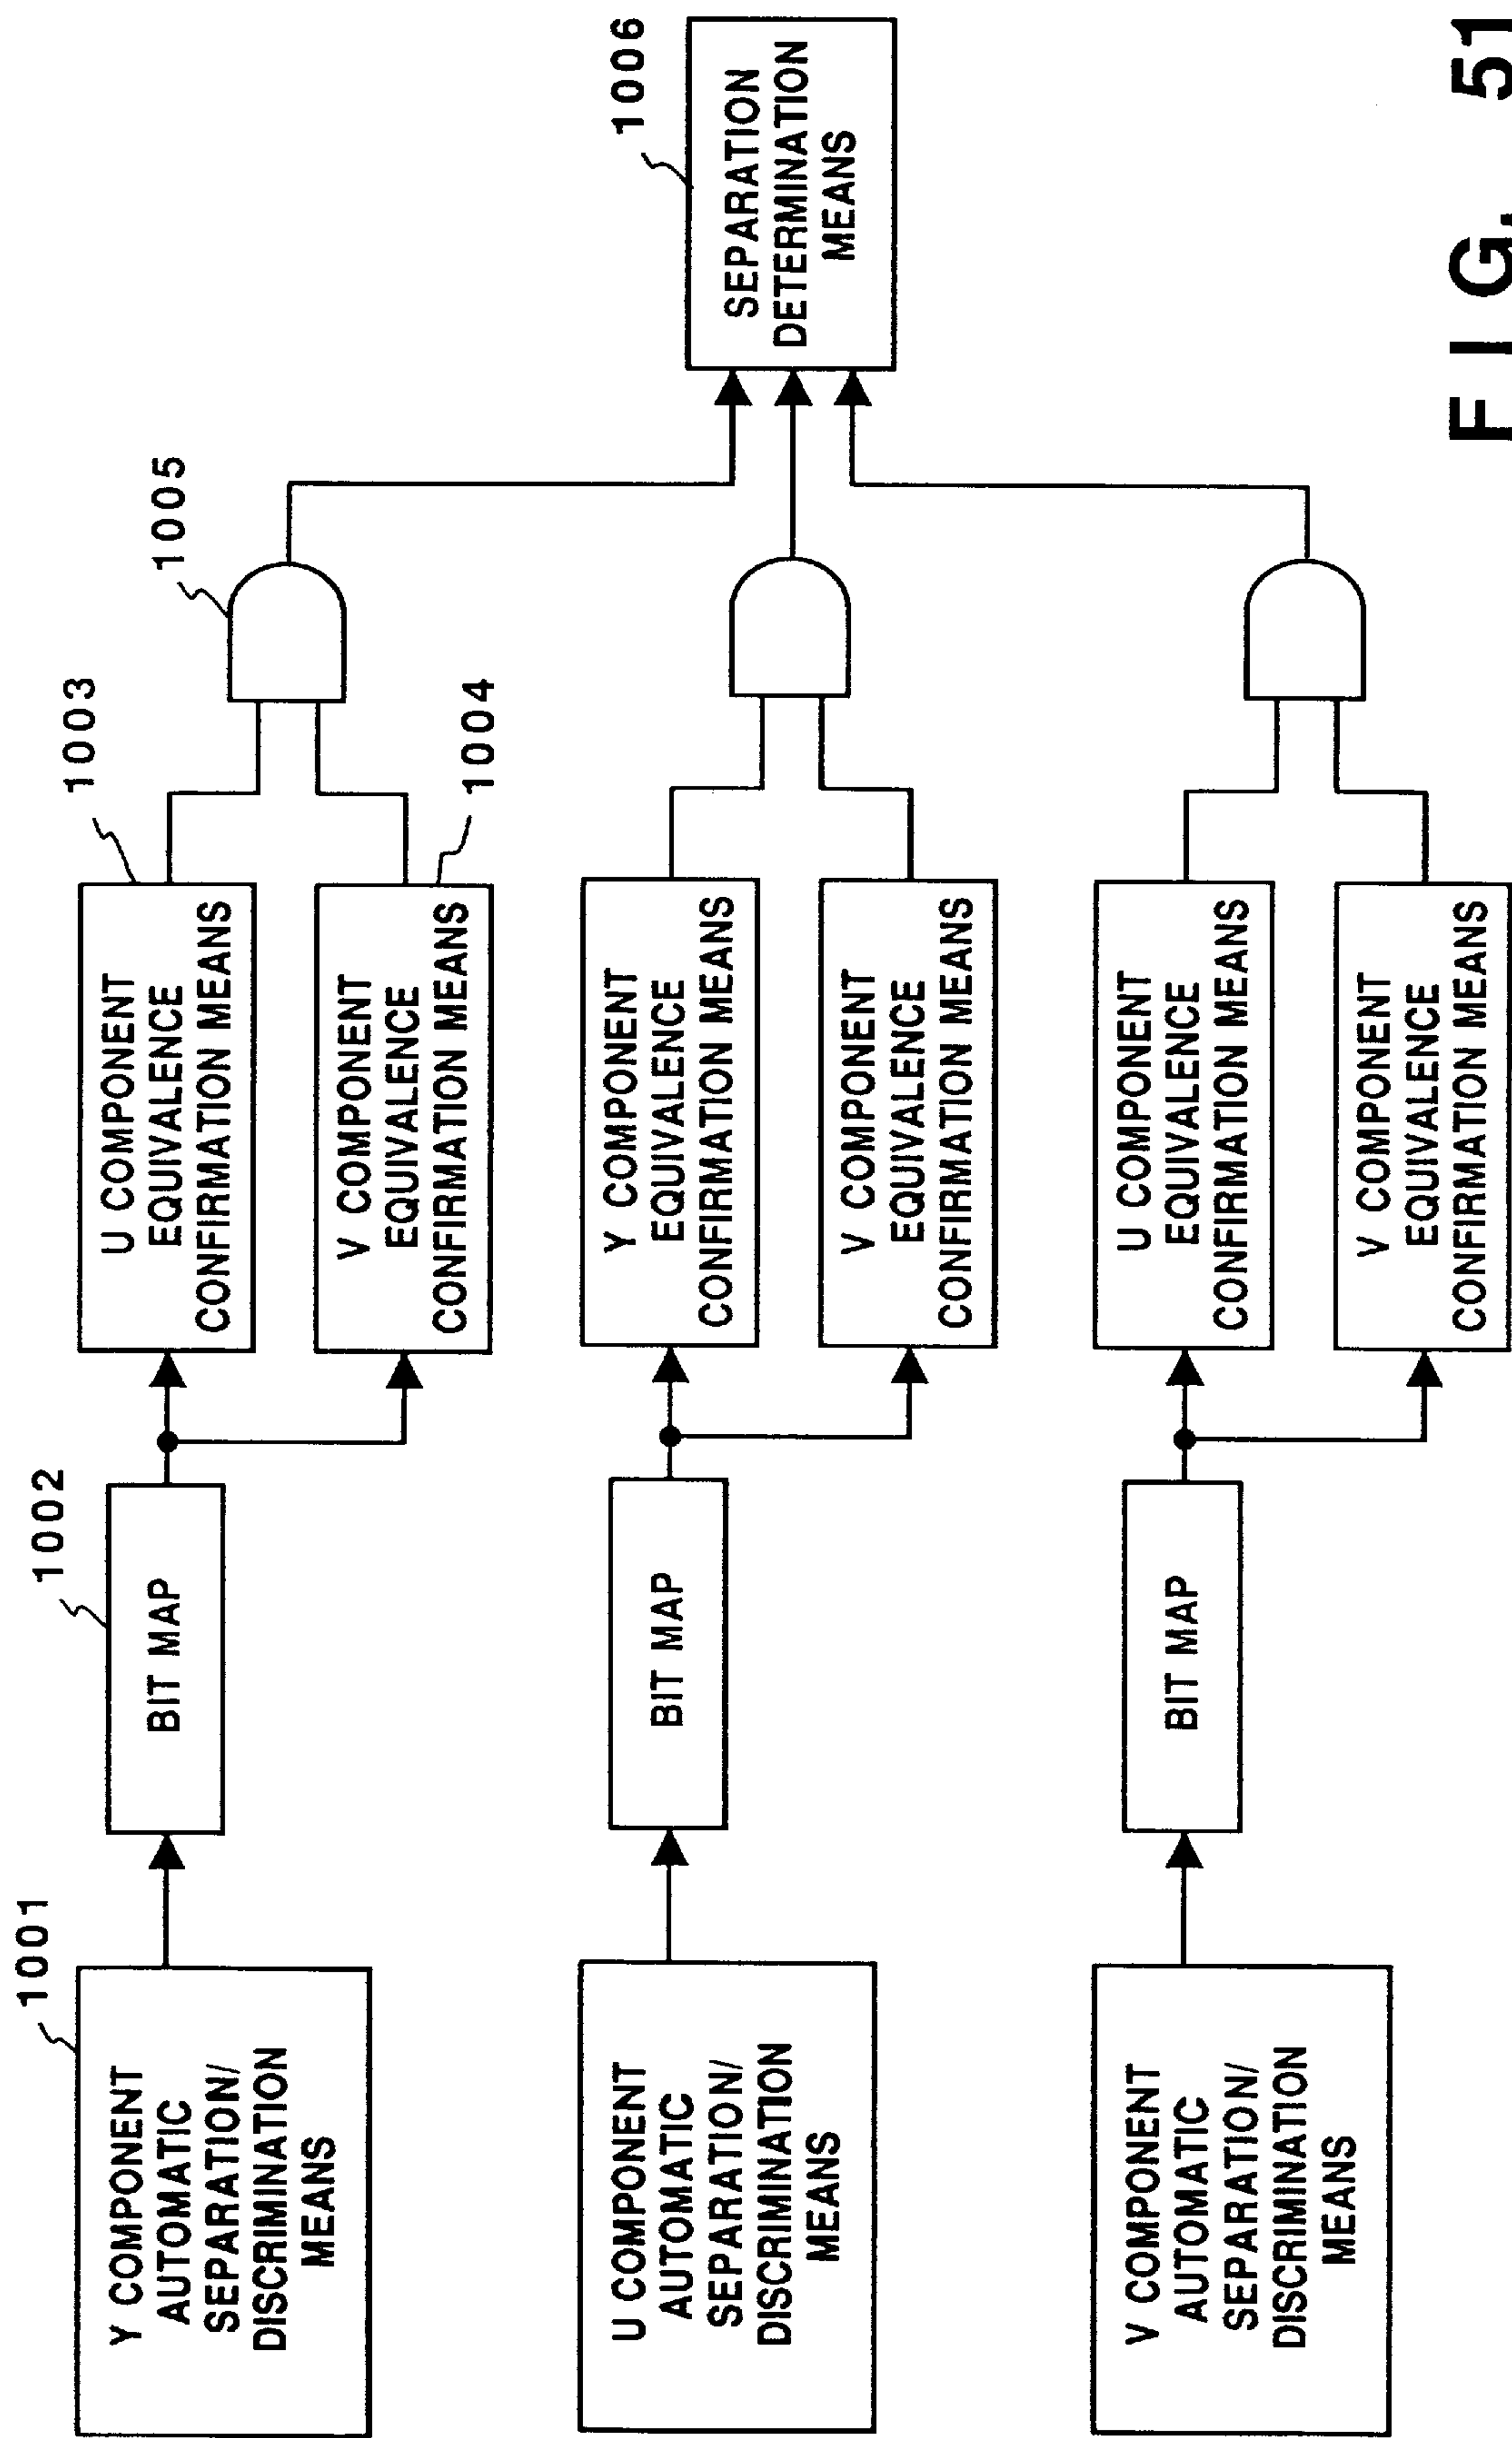 1001
Y COMPONENT
AUTOMATIC
SEPARATION/
DISCRIMINATION
MEANS
1002
BIT MAP
1003
U COMPONENT
EQUIVALENCE
CONFIRMATION MEANS
V COMPONENT
EQUIVALENCE
CONFIRMATION MEANS
1004
1005
1006
SEPARATION
DETERMINATION
MEANS
U COMPONENT
AUTOMATIC
SEPARATION/
DISCRIMINATION
MEANS
BIT MAP
Y COMPONENT
EQUIVALENCE
CONFIRMATION MEANS
V COMPONENT
EQUIVALENCE
CONFIRMATION MEANS
V COMPONENT
AUTOMATIC
SEPARATION/
DISCRIMINATION
MEANS
BIT MAP
U COMPONENT
EQUIVALENCE
CONFIRMATION MEANS
V COMPONENT
EQUIVALENCE
CONFIRMATION MEANS
FIG. 51